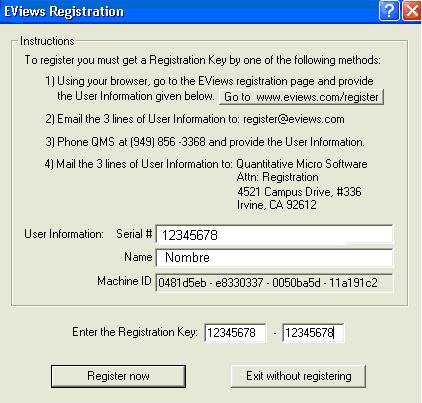 EViews Registration
Instructions
To register you must get a Registration Key by one of the following methods:
1) Using your browser, go to the EViews registration page and provide
the User Information given below. Go to www.eviews.com/register
2) Email the 3 lines of User Information to: register@eviews.com
3) Phone QMS at (949) 856 -3368 and provide the User Information.
4) Mail the 3 lines of User Information to: Quantitative Micro Software
Attn: Registration
4521 Campus Drive, #336
Irvine, CA 92612
User Information: Serial # 12345678
Name Nombre
Machine ID 0481d5eb - e8330337 - 0050ba5d - 11a191c2
Enter the Registration Key: 12345678 - 12345678
Register now Exit without registering